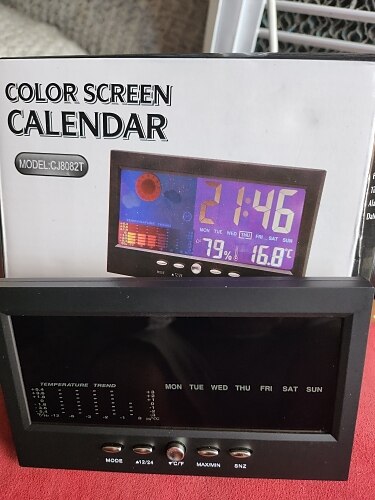 COLOR SCREEN
CALENDAR
MODEL:CJ8082T
21:46
MON TUE WED THU FRI SAT SUN
79% 16.8°C
TEMPERATURE TREND
MON TUE WED THU FRI SAT SUN
MODE ▲12/24 ▼°C/°F MAX/MIN SNZ